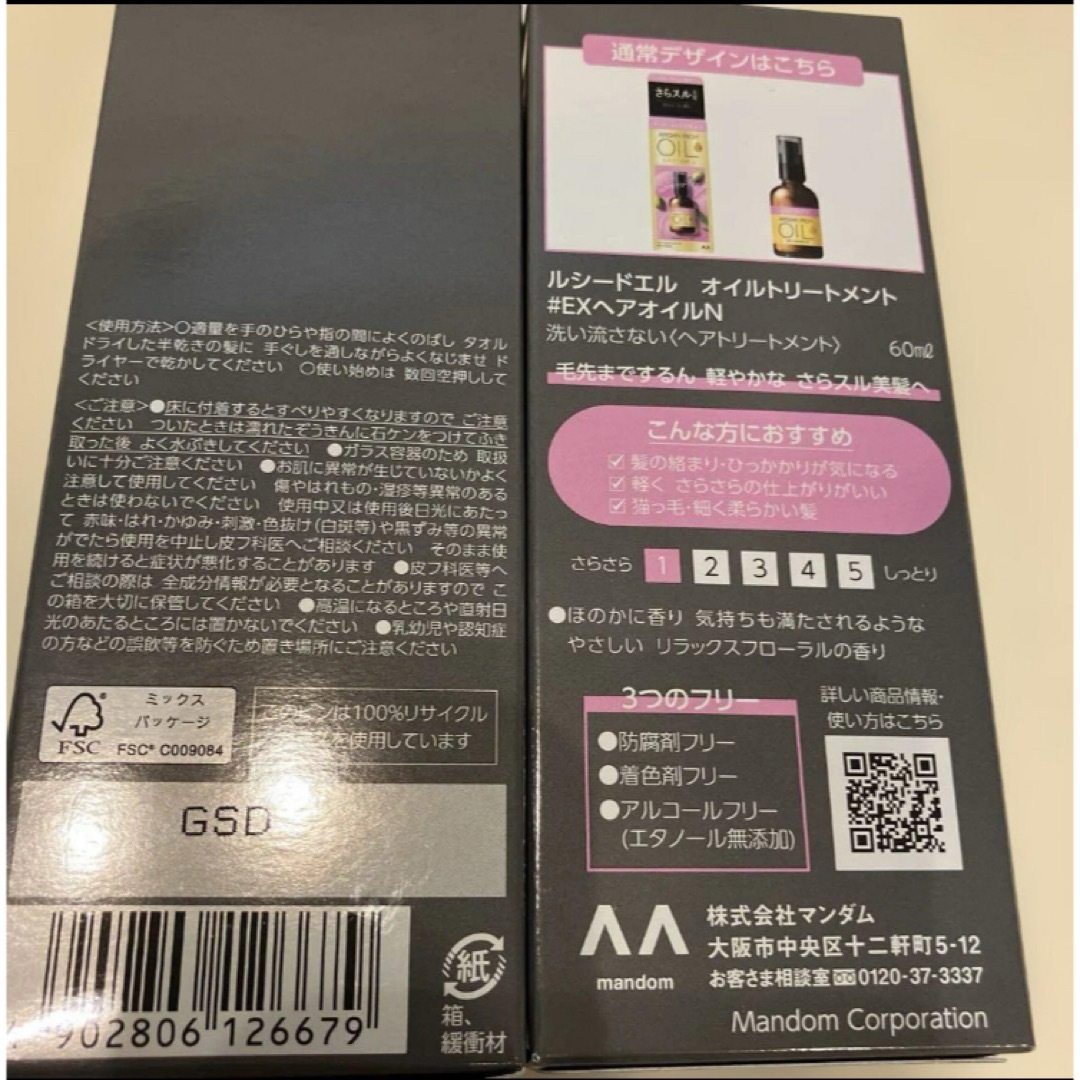 <使用方法>○適量を手のひらや指の間によくのばし タオル
ドライした半乾きの髪に 手ぐしを通しながらよくなじませ ド
ライヤーで乾かしてください ○使い始めは 数回空押しして
ください
<ご注意>●床に付着するとすべりやすくなりますので ご注意
ください ついたときは濡れたぞうきんに石ケンをつけてふき
取った後 よく水ぶきしてください ●ガラス容器のため 取扱
いに十分ご注意ください ●お肌に異常が生じていないかよく
注意して使用してください 傷やはれもの・湿疹等異常のある
ときは使わないでください 使用中又は使用後日光にあたっ
て 赤味・はれ・かゆみ・刺激・色抜け(白斑等)や黒ずみ等の異常
がでたら使用を中止し皮フ科医へご相談ください そのまま使
用を続けると症状が悪化することがあります ●皮フ科医等へ
ご相談の際は 全成分情報が必要となることがありますので こ
の箱を大切に保管してください ●高温になるところや直射日
光のあたるところには置かないでください ●乳幼児や認知症
の方などの誤飲等を防ぐため置き場所にご注意ください
FSC
ミックス
パッケージ
FSC® C009084
このビンは100%リサイクル
を使用しています
GSD
902806 126679
紙
箱、
緩衝材
通常デザインはこちら
さらスル
OIL
OIL
ルシードエル オイルトリートメント
#EXヘアオイルN
洗い流さない〈ヘアトリートメント〉 60㎖
毛先までするん 軽やかな さらスル美髪へ
こんな方におすすめ
☑髪の絡まり・ひっかかりが気になる
☑軽く さらさらの仕上がりがいい
☑猫っ毛・細く柔らかい髪
さらさら 1 2 3 4 5 しっとり
●ほのかに香り 気持ちも満たされるような
やさしい リラックスフローラルの香り
3つのフリー
●防腐剤フリー
●着色剤フリー
●アルコールフリー
(エタノール無添加)
詳しい商品情報・
使い方はこちら
mandom
株式会社マンダム
大阪市中央区十二軒町5-12
お客さま相談室 0120-37-3337
Mandom Corporation